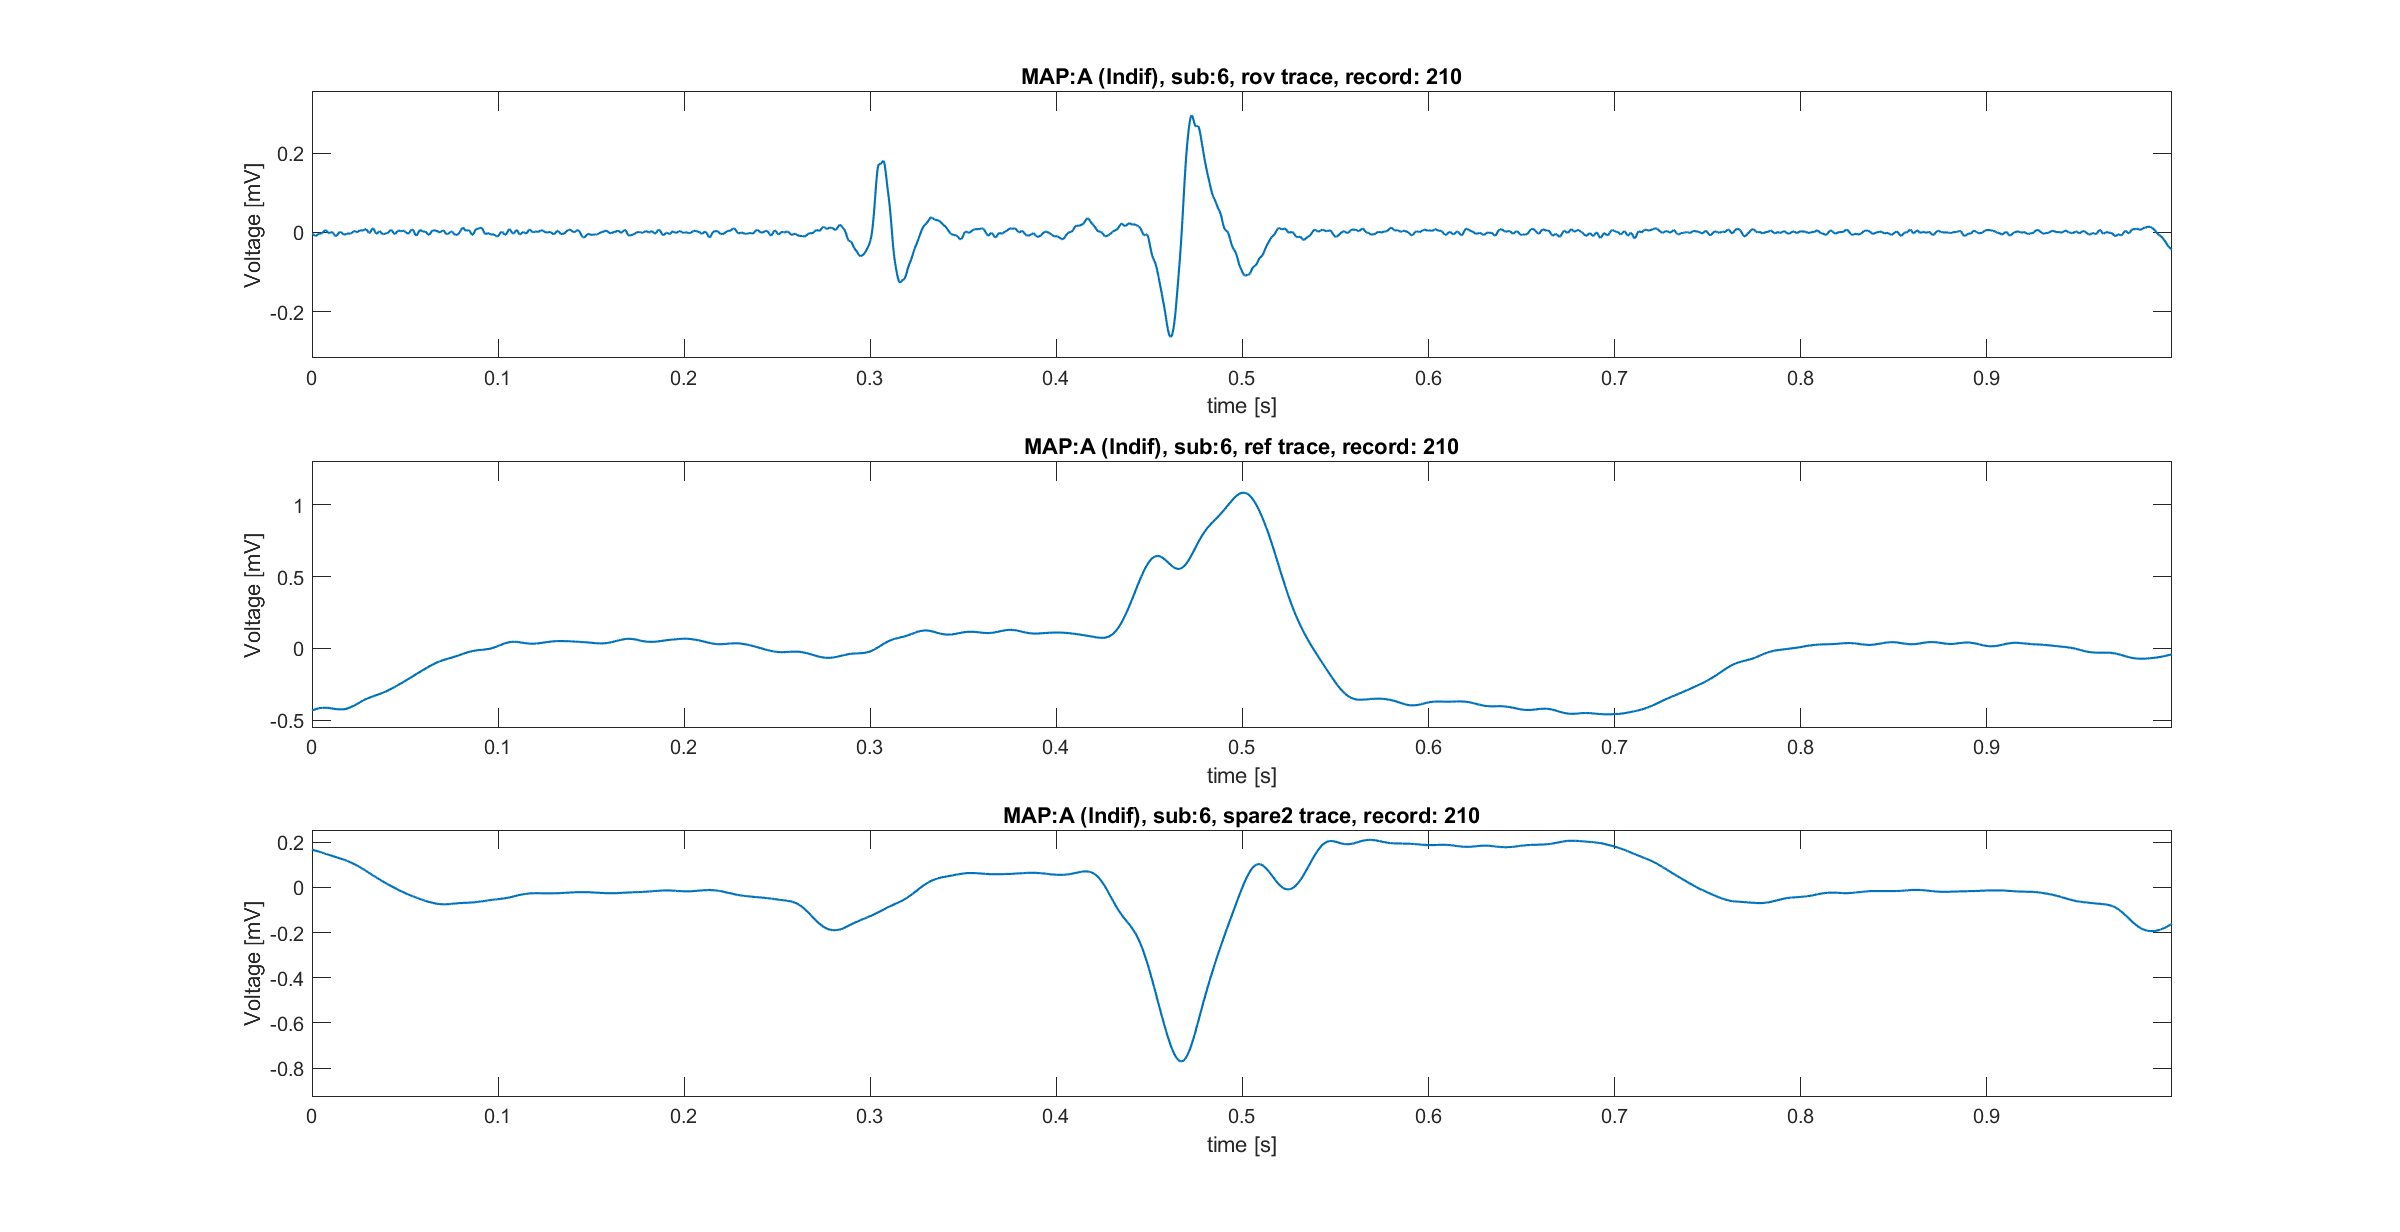 MAP:A (Indif), sub:6, rov trace, record: 210
Voltage [mV]
0.2
0
-0.2
0 0.1 0.2 0.3 0.4 0.5 0.6 0.7 0.8 0.9
time [s]
MAP:A (Indif), sub:6, ref trace, record: 210
Voltage [mV]
1
0.5
0
-0.5
0 0.1 0.2 0.3 0.4 0.5 0.6 0.7 0.8 0.9
time [s]
MAP:A (Indif), sub:6, spare2 trace, record: 210
Voltage [mV]
0.2
0
-0.2
-0.4
-0.6
-0.8
0 0.1 0.2 0.3 0.4 0.5 0.6 0.7 0.8 0.9
time [s]